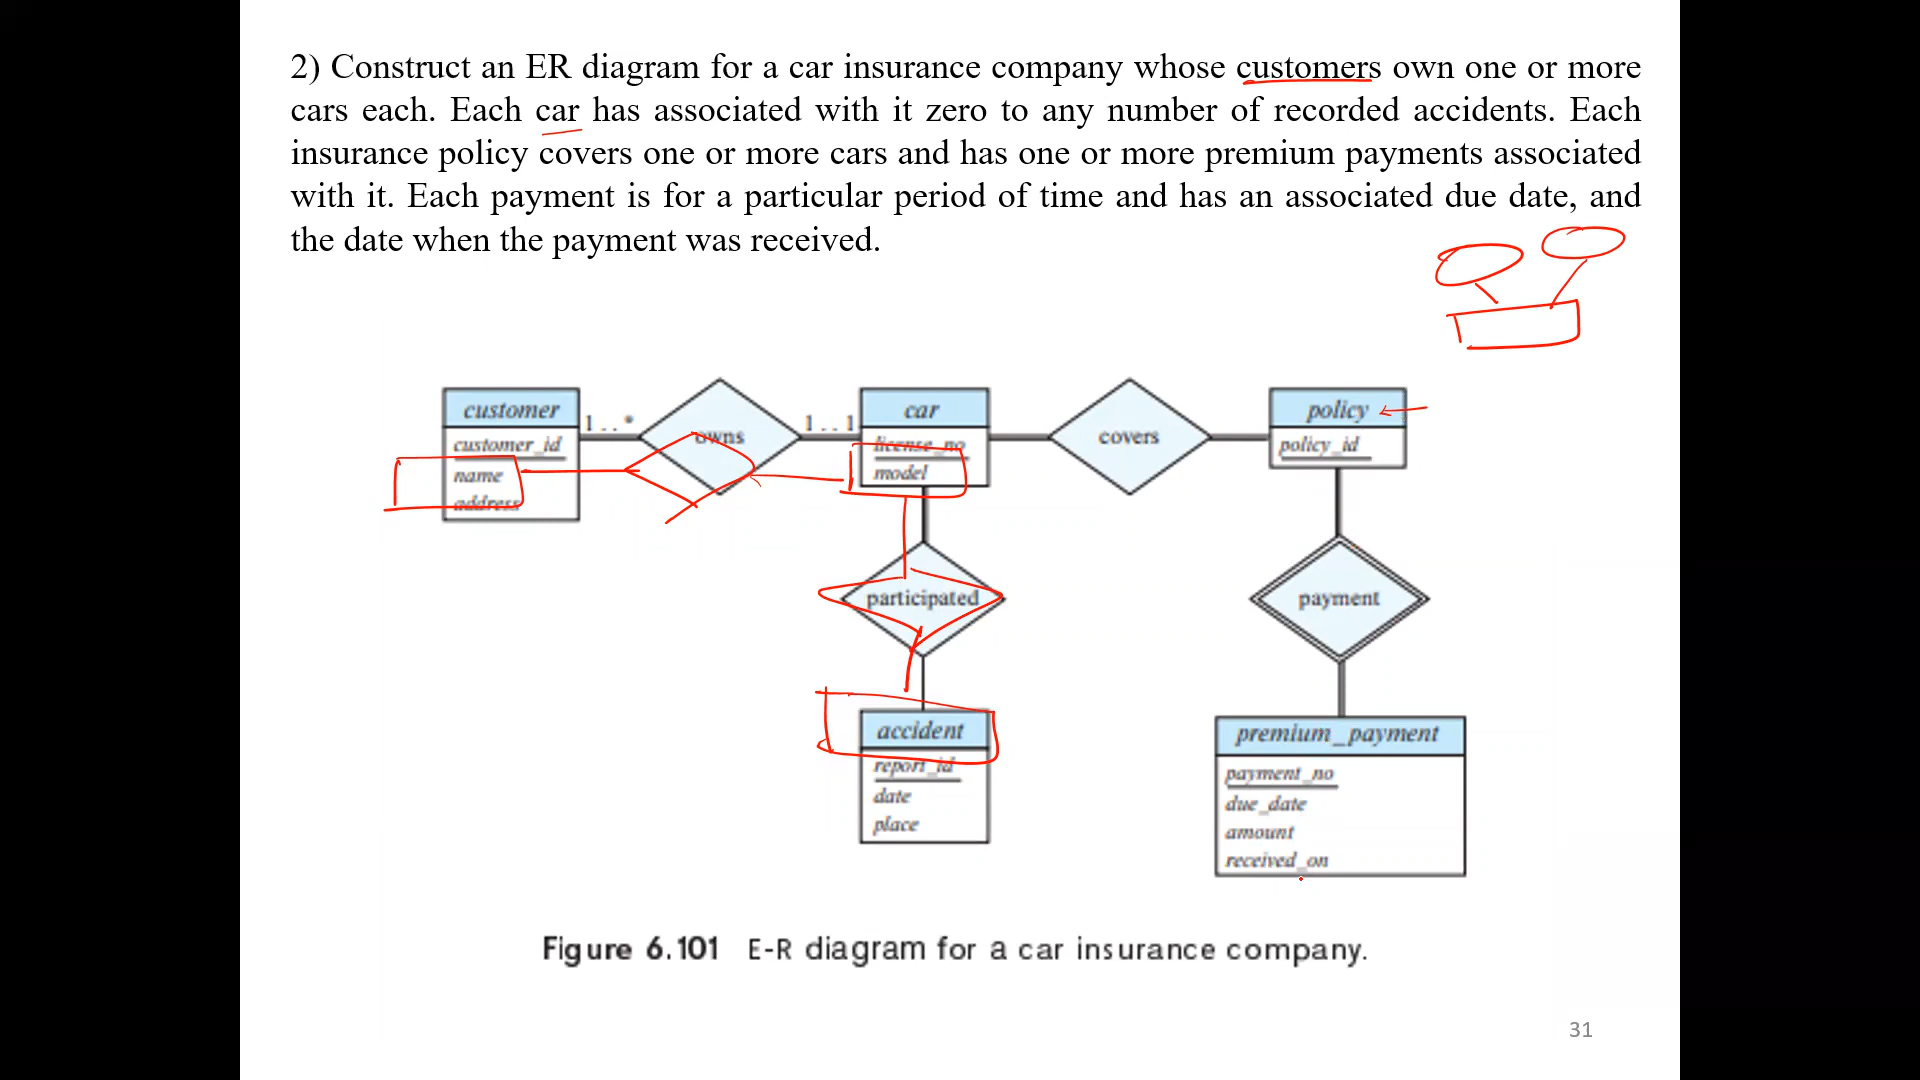 2) Construct an ER diagram for a car insurance company whose customers own one or more
cars each. Each car has associated with it zero to any number of recorded accidents. Each
insurance policy covers one or more cars and has one or more premium payments associated
with it. Each payment is for a particular period of time and has an associated due date, and
the date when the payment was received.
customer
customer_id
name
address
1..*
owns
1..1
car
license_no
model
covers
policy
policy_id
participated
payment
accident
report_id
date
place
premium_payment
payment_no
due_date
amount
received_on
Figure 6.101 E-R diagram for a car insurance company.
31